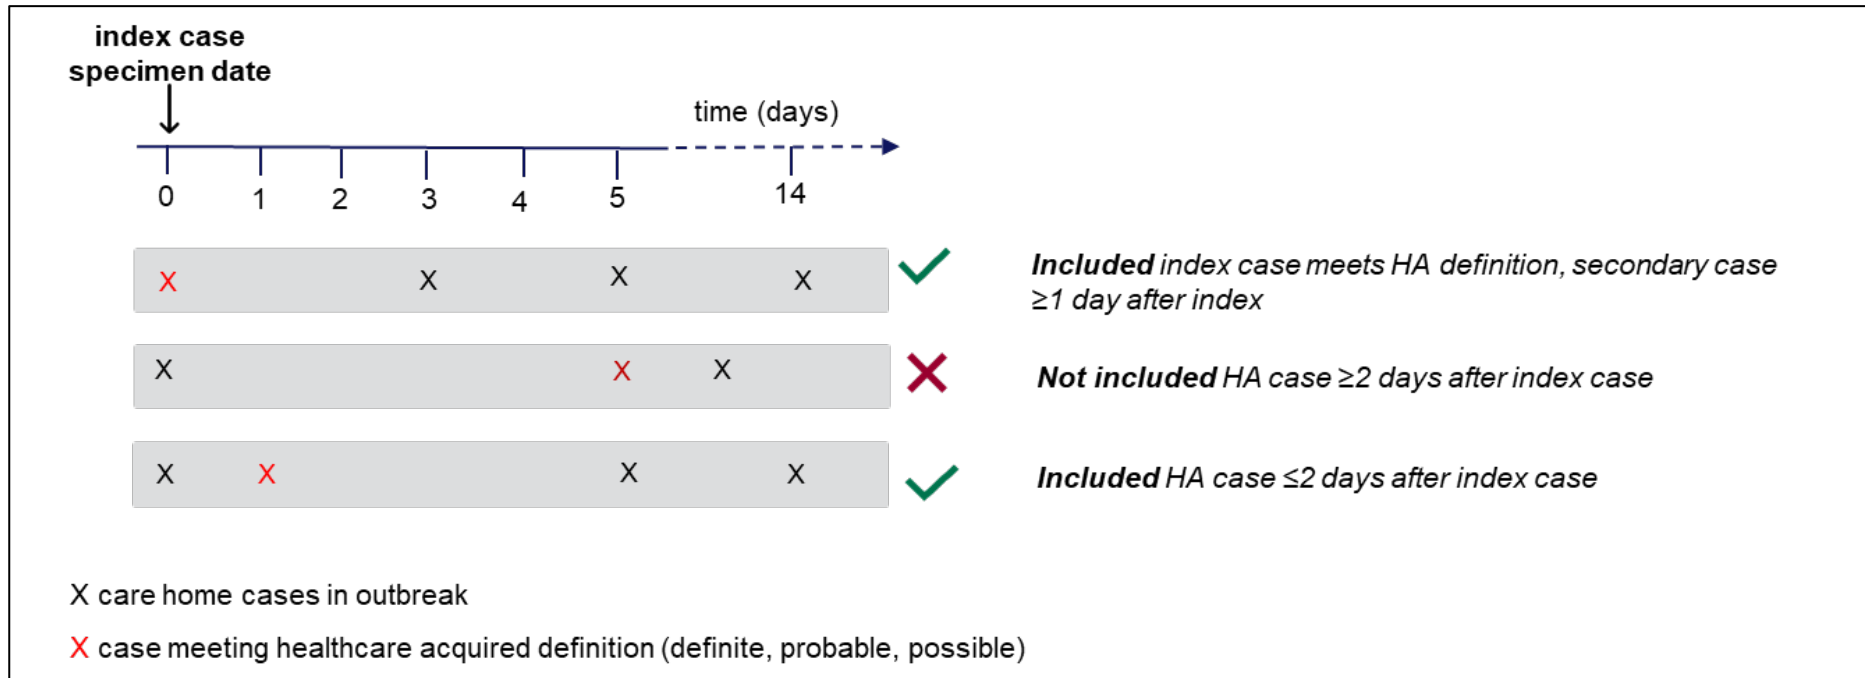 index case
specimen date
time (days)
0 1 2 3 4 5 14
X X X X
Included index case meets HA definition, secondary case
≥1 day after index
X X X
Not included HA case ≥2 days after index case
X X X X
Included HA case ≤2 days after index case
X care home cases in outbreak
X case meeting healthcare acquired definition (definite, probable, possible)